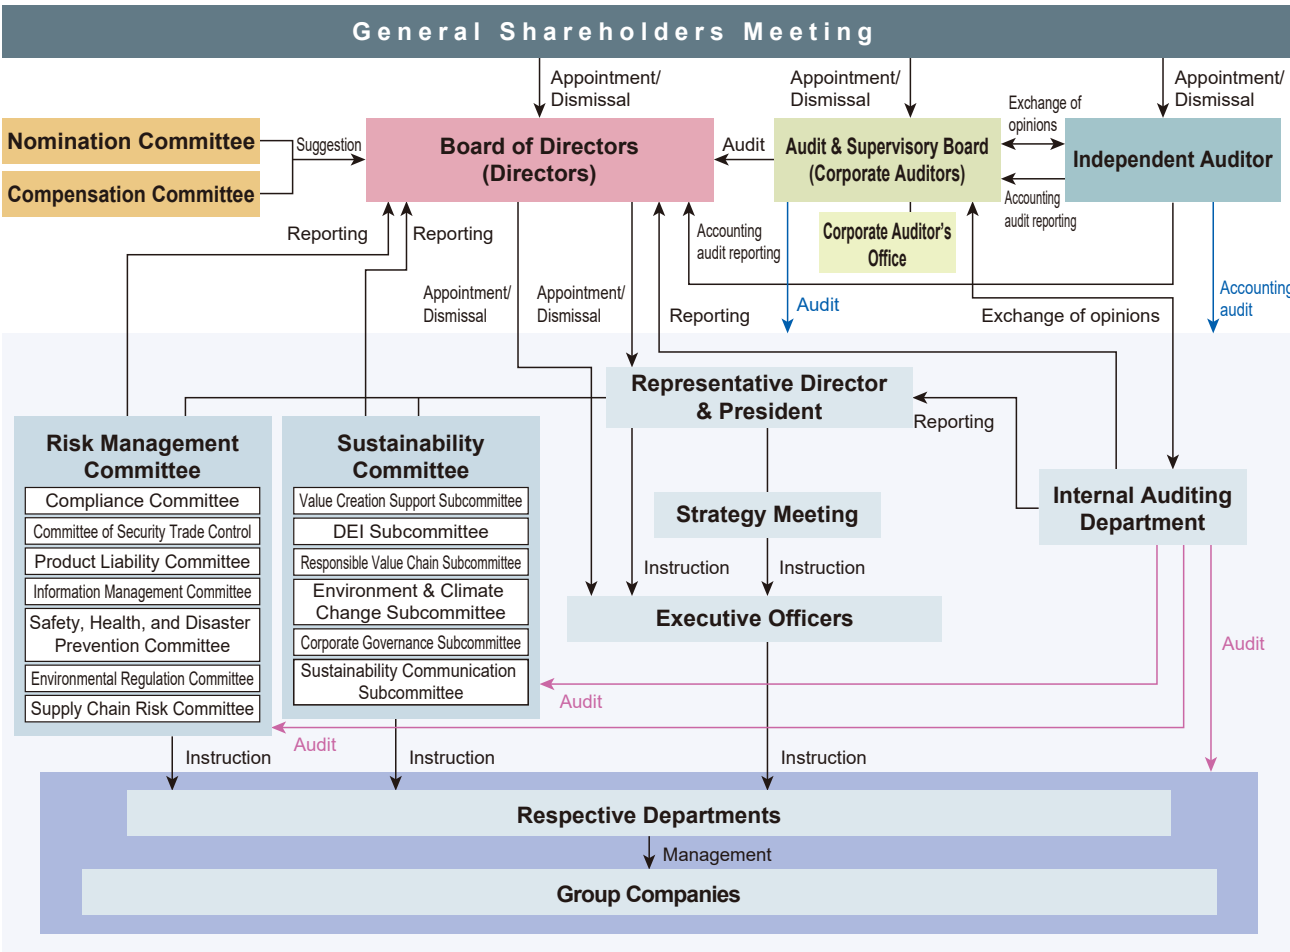 General Shareholders Meeting
Appointment/
Dismissal
Appointment/
Dismissal
Appointment/
Dismissal
Nomination Committee
Compensation Committee
Suggestion
Board of Directors
(Directors)
Audit
Audit & Supervisory Board
(Corporate Auditors)
Exchange of
opinions
Accounting
audit reporting
Independent Auditor
Corporate Auditor's
Office
Reporting
Reporting
Accounting
audit reporting
Appointment/
Dismissal
Appointment/
Dismissal
Reporting
Audit
Exchange of opinions
Accounting
audit
Representative Director
& President
Reporting
Risk Management
Committee
Compliance Committee
Committee of Security Trade Control
Product Liability Committee
Information Management Committee
Safety, Health, and Disaster
Prevention Committee
Environmental Regulation Committee
Supply Chain Risk Committee
Sustainability
Committee
Value Creation Support Subcommittee
DEI Subcommittee
Responsible Value Chain Subcommittee
Environment & Climate
Change Subcommittee
Corporate Governance Subcommittee
Sustainability Communication
Subcommittee
Strategy Meeting
Internal Auditing
Department
Instruction
Instruction
Executive Officers
Audit
Audit
Audit
Instruction
Instruction
Instruction
Respective Departments
Management
Group Companies